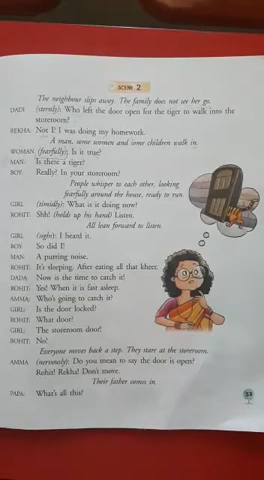 SCENE 2
The neighbour slips away. The family does not see her go.
DADI: (sternly): Who left the door open for the tiger to walk into the
storeroom?
REKHA: Not I! I was doing my homework.
A man, some women and some children walk in.
WOMAN (fearfully): Is it true?
MAN: Is there a tiger?
BOY: Really? In your storeroom?
People whisper to each other, looking
fearfully around the house, ready to run.
GIRL (timidly): What is it doing now?
ROHIT: Shh! (holds up his hand) Listen.
All lean forward to listen.
GIRL (sighs): I heard it.
BOY: So did I!
MAN: A purring noise.
ROHIT: It's sleeping. After eating all that kheer.
DADA: Now is the time to catch it!
ROHIT: Yes! When it is fast asleep.
AMMA: Who's going to catch it?
GIRL: Is the door locked?
ROHIT: What door?
GIRL: The storeroom door!
ROHIT: No!
Everyone moves back a step. They stare at the storeroom.
AMMA (nervously): Do you mean to say the door is open?
Rohit! Rekha! Don't move.
Their father comes in.
PAPA: What's all this?
53